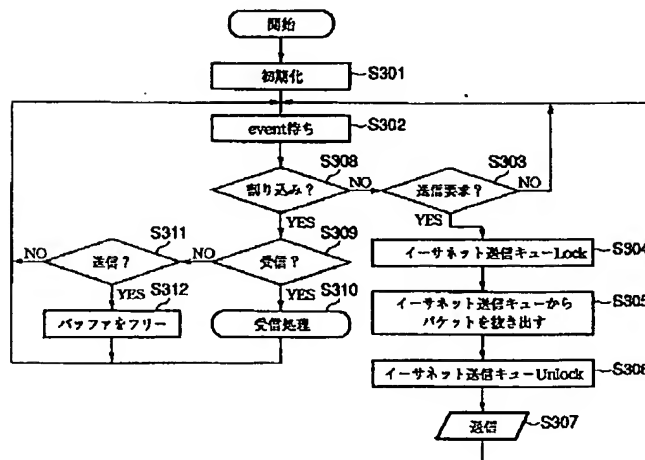 開始
初期化
S301
event待ち
S302
割り込み?
S308
NO
YES
送信要求?
S303
NO
YES
送信?
S311
NO
YES
NO
受信?
S309
YES
イーサネット送信キューLock
S304
バッファをフリー
S312
受信処理
S310
イーサネット送信キューから
パケットを抜き出す
S305
イーサネット送信キューUnlock
S306
送信
S307